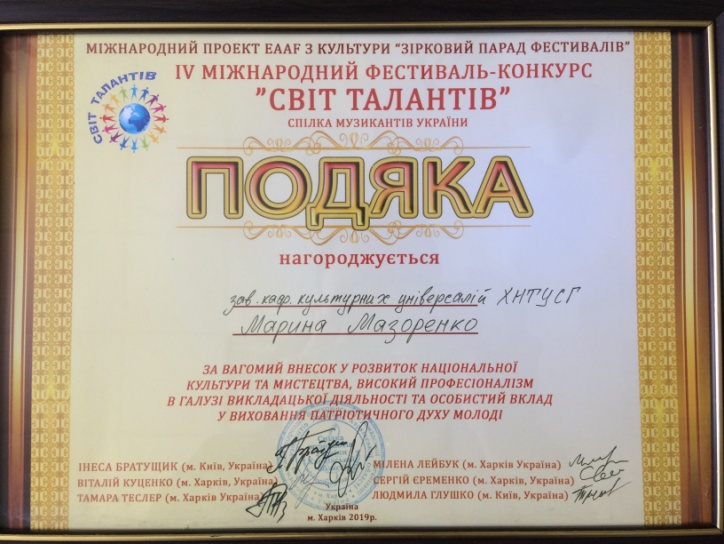 МІЖНАРОДНИЙ ПРОЕКТ EAAF З КУЛЬТУРИ "ЗІРКОВИЙ ПАРАД ФЕСТИВАЛІВ"
IV МІЖНАРОДНИЙ ФЕСТИВАЛЬ-КОНКУРС
"СВІТ ТАЛАНТІВ"
СПІЛКА МУЗИКАНТІВ УКРАЇНИ
СВІТ ТАЛАНТІВ
ПОДЯКА
нагороджується
зав. каф. культурних універсалій ХНТУСГ
Марина Мазоренко
ЗА ВАГОМИЙ ВНЕСОК У РОЗВИТОК НАЦІОНАЛЬНОЇ
КУЛЬТУРИ ТА МИСТЕЦТВА, ВИСОКИЙ ПРОФЕСІОНАЛІЗМ
В ГАЛУЗІ ВИКЛАДАЦЬКОЇ ДІЯЛЬНОСТІ ТА ОСОБИСТИЙ ВКЛАД
У ВИХОВАННЯ ПАТРІОТИЧНОГО ДУХУ МОЛОДІ
ІНЕСА БРАТУЩИК (м. Київ, Україна)
ВІТАЛІЙ КУЦЕНКО (м. Харків, Україна)
ТАМАРА ТЕСЛЕР (м. Харків Україна)
МІЛЕНА ЛЕЙБУК (м. Харків Україна)
СЕРГІЙ ЄРЕМЕНКО (м. Харків, Україна)
ЛЮДМИЛА ГЛУШКО (м. Київ, Україна)
Україна
м. Харків 2019р.